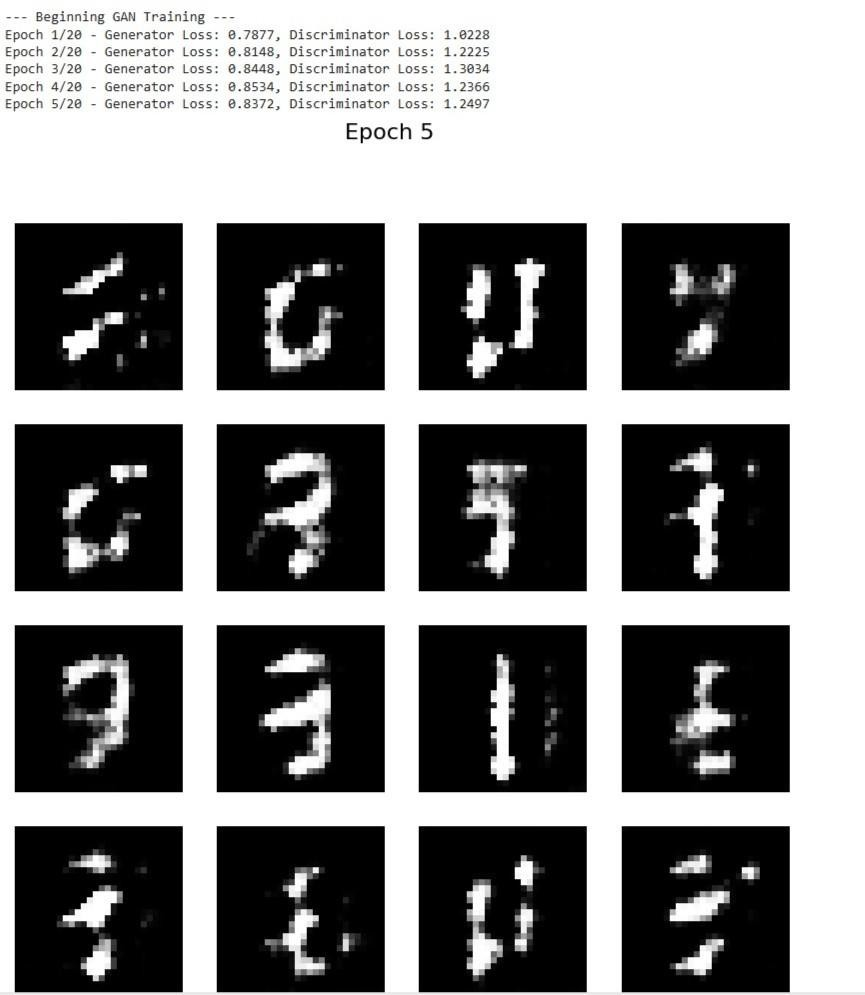 --- Beginning GAN Training ---
Epoch 1/20 - Generator Loss: 0.7877, Discriminator Loss: 1.0228
Epoch 2/20 - Generator Loss: 0.8148, Discriminator Loss: 1.2225
Epoch 3/20 - Generator Loss: 0.8448, Discriminator Loss: 1.3034
Epoch 4/20 - Generator Loss: 0.8534, Discriminator Loss: 1.2366
Epoch 5/20 - Generator Loss: 0.8372, Discriminator Loss: 1.2497
Epoch 5